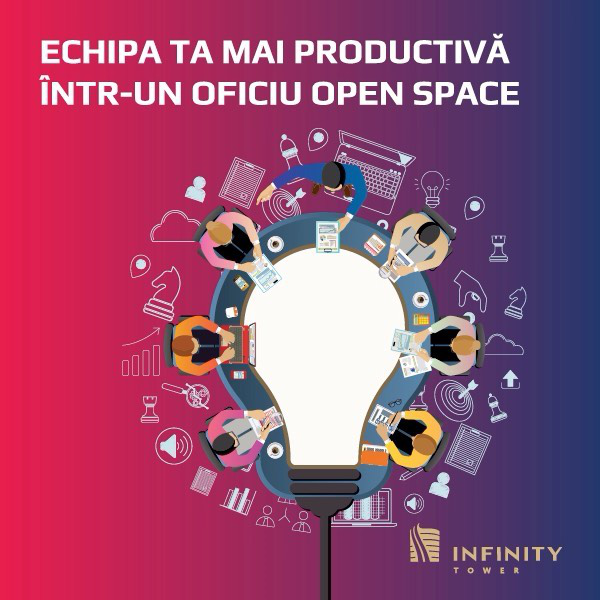 ECHIPA TA MAI PRODUCTIVĂ
ÎNTR-UN OFICIU OPEN SPACE
INFINITY
TOWER